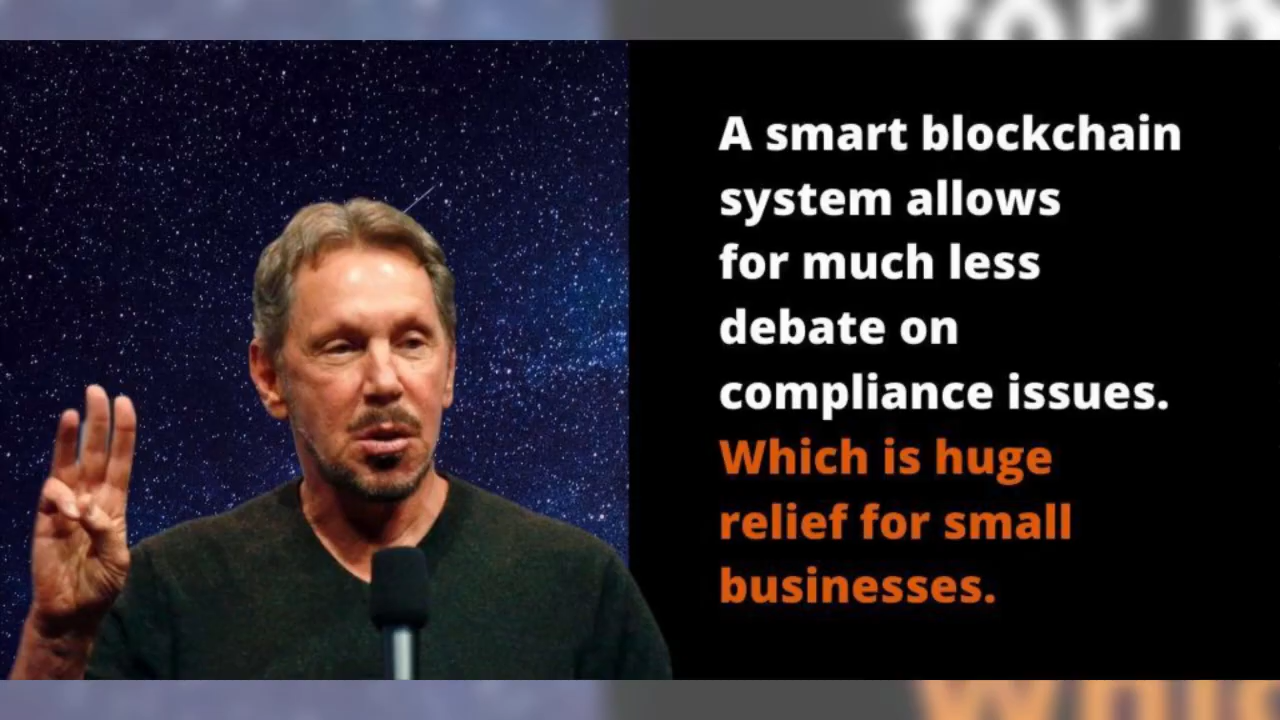 A smart blockchain
system allows
for much less
debate on
compliance issues.
Which is huge
relief for small
businesses.